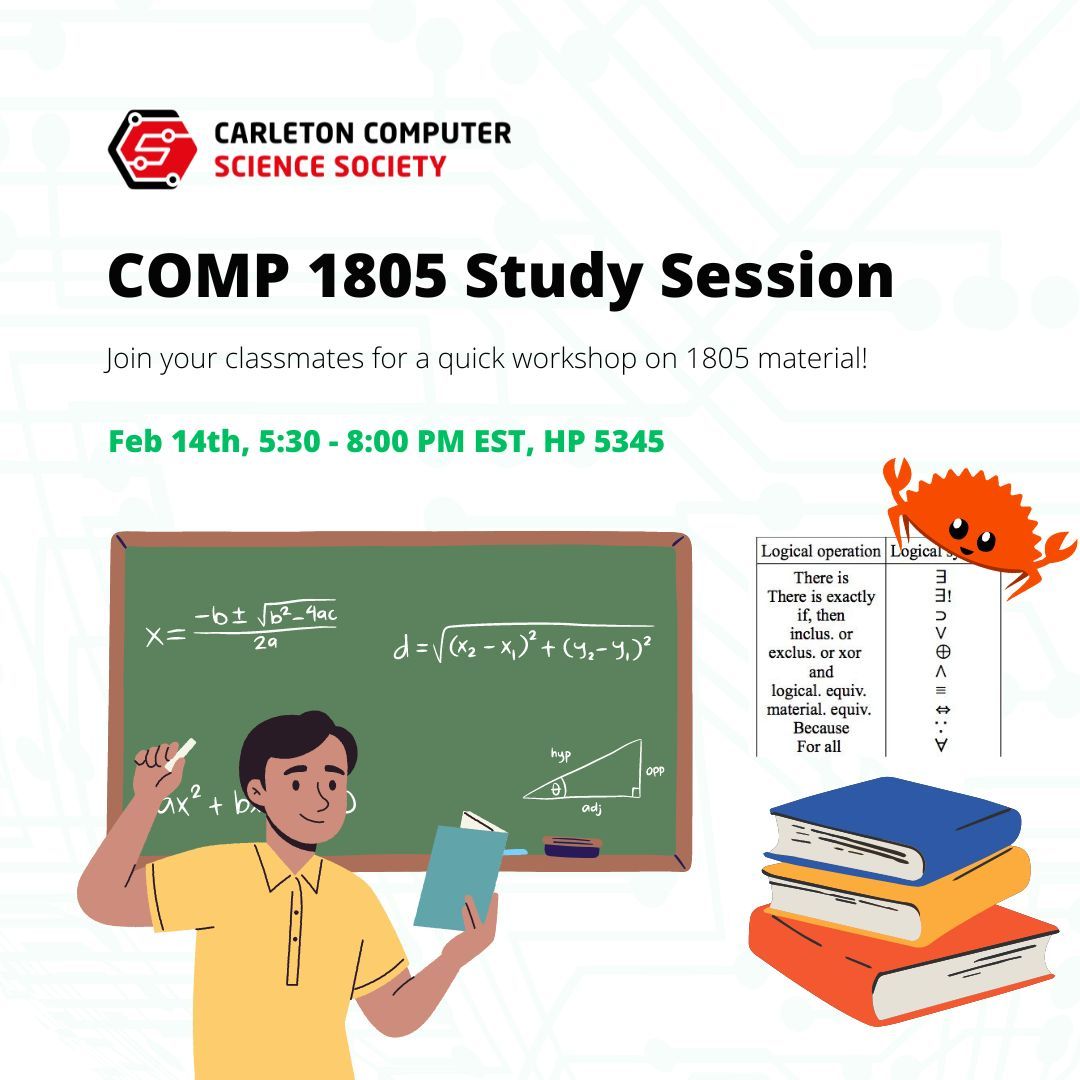 CARLETON COMPUTER
SCIENCE SOCIETY
COMP 1805 Study Session
Join your classmates for a quick workshop on 1805 material!
Feb 14th, 5:30 - 8:00 PM EST, HP 5345
x = -b ± √b² - 4ac
2a
d = √(x₂ - x₁)² + (y₂ - y₁)²
hyp
opp
θ
adj
ax² + b
Logical operation Logical
There is ∃
There is exactly ∃!
if, then ⊃
inclus. or ∨
exclus. or xor ⊕
and ∧
logical. equiv. ≡
material. equiv. ⇔
Because ∵
For all ∀